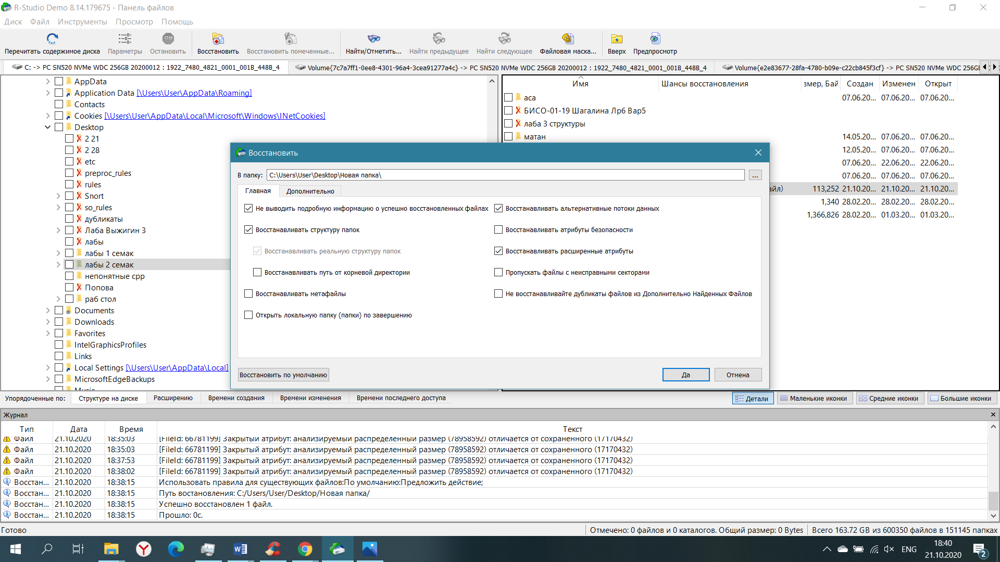 R-Studio Demo 8.14.179675 - Панель файлов
Диск Файл Инструменты Просмотр Помощь
Перечитать содержимое диска Параметры Остановить Восстановить Восстановить помеченные... Найти/Отметить... Найти предыдущее Найти следующее Файловая маска... Вверх Предпросмотр
C: -> PC SN520 NVMe WDC 256GB 20200012 : 1922_7480_4821_0001_001B_448B_4 Volume{7c7a7ff1-0ee8-4301-96a4-3cea91277a4c} -> PC SN520 NVMe WDC 256GB 20200012 : 1922_7480_4821_0001_001B_448B_4 Volume{e2e83677-28fa-4780-b09e-c22cb845f3cf} -> PC SN520 NVMe WDC 256G
AppData
Application Data [\Users\User\AppData\Roaming]
Contacts
Cookies [\Users\User\AppData\Local\Microsoft\Windows\INetCookies]
Desktop
2 21
2 28
etc
preproc_rules
rules
Snort
so_rules
дубликаты
Лаба Выжигин 3
лабы
лабы 1 семак
лабы 2 семак
непонятные cpp
Попова
раб стол
Documents
Downloads
Favorites
IntelGraphicsProfiles
Links
Local Settings [\Users\User\AppData\Local]
MicrosoftEdgeBackups
Music
Имя Шансы восстановления змер, Бай Создан Изменен Открыт
аса 07.06.20... 07.06.20... 07.06.20...
БИСО-01-19 Шагалина Лр6 Вар5
лаба 3 структуры
матан 14.05.20... 07.06.20... 07.06.20...
12.05.20... 07.06.20... 07.06.20...
07.06.20... 22.06.20... 22.06.20...
07.06.20... 07.06.20... 07.06.20...
айл) 113,252 21.10.20... 21.10.20... 21.10.20...
1,340 28.02.20... 28.02.20... 28.02.20...
1,366,826 28.02.20... 01.03.20... 01.03.20...
Восстановить
В папку: C:\Users\User\Desktop\Новая папка\ ...
Главная Дополнительно
Не выводить подробную информацию о успешно восстановленных файлах Восстанавливать альтернативные потоки данных
Восстанавливать структуру папок Восстанавливать атрибуты безопасности
Восстанавливать реальную структуру папок Восстанавливать расширенные атрибуты
Восстанавливать путь от корневой директории Пропускать файлы с неисправными секторами
Восстанавливать метафайлы Не восстанавливайте дубликаты файлов из Дополнительно Найденных Файлов
Открыть локальную папку (папки) по завершению
Восстановить по умолчанию Да Отмена
Упорядоченные по: Структуре на диске Расширению Времени создания Времени изменения Времени последнего доступа Детали Маленькие иконки Средние иконки Большие иконки
Журнал
Тип Дата Время Текст
Файл 21.10.2020 18:35:03 [FileId: 66781199] Закрытый атрибут: анализируемый распределенный размер (78958592) отличается от сохраненного (17170432)
Файл 21.10.2020 18:35:03 [FileId: 66781199] Закрытый атрибут: анализируемый распределенный размер (78958592) отличается от сохраненного (17170432)
Файл 21.10.2020 18:37:53 [FileId: 66781199] Закрытый атрибут: анализируемый распределенный размер (78958592) отличается от сохраненного (17170432)
Файл 21.10.2020 18:38:02 [FileId: 66781199] Закрытый атрибут: анализируемый распределенный размер (78958592) отличается от сохраненного (17170432)
Восстан... 21.10.2020 18:38:15 Использовать правила для существующих файлов:По умолчанию:Предложить действие;
Восстан... 21.10.2020 18:38:15 Путь востановления: C:/Users/User/Desktop/Новая папка/
Восстан... 21.10.2020 18:38:15 Успешно восстановлен 1 файл.
Восстан... 21.10.2020 18:38:15 Прошло: 0с.
Готово Отмечено: 0 файлов и 0 каталогов. Общий размер: 0 Bytes Всего 163.72 GB из 600350 файлов в 151145 папках
ENG 18:40
21.10.2020 2